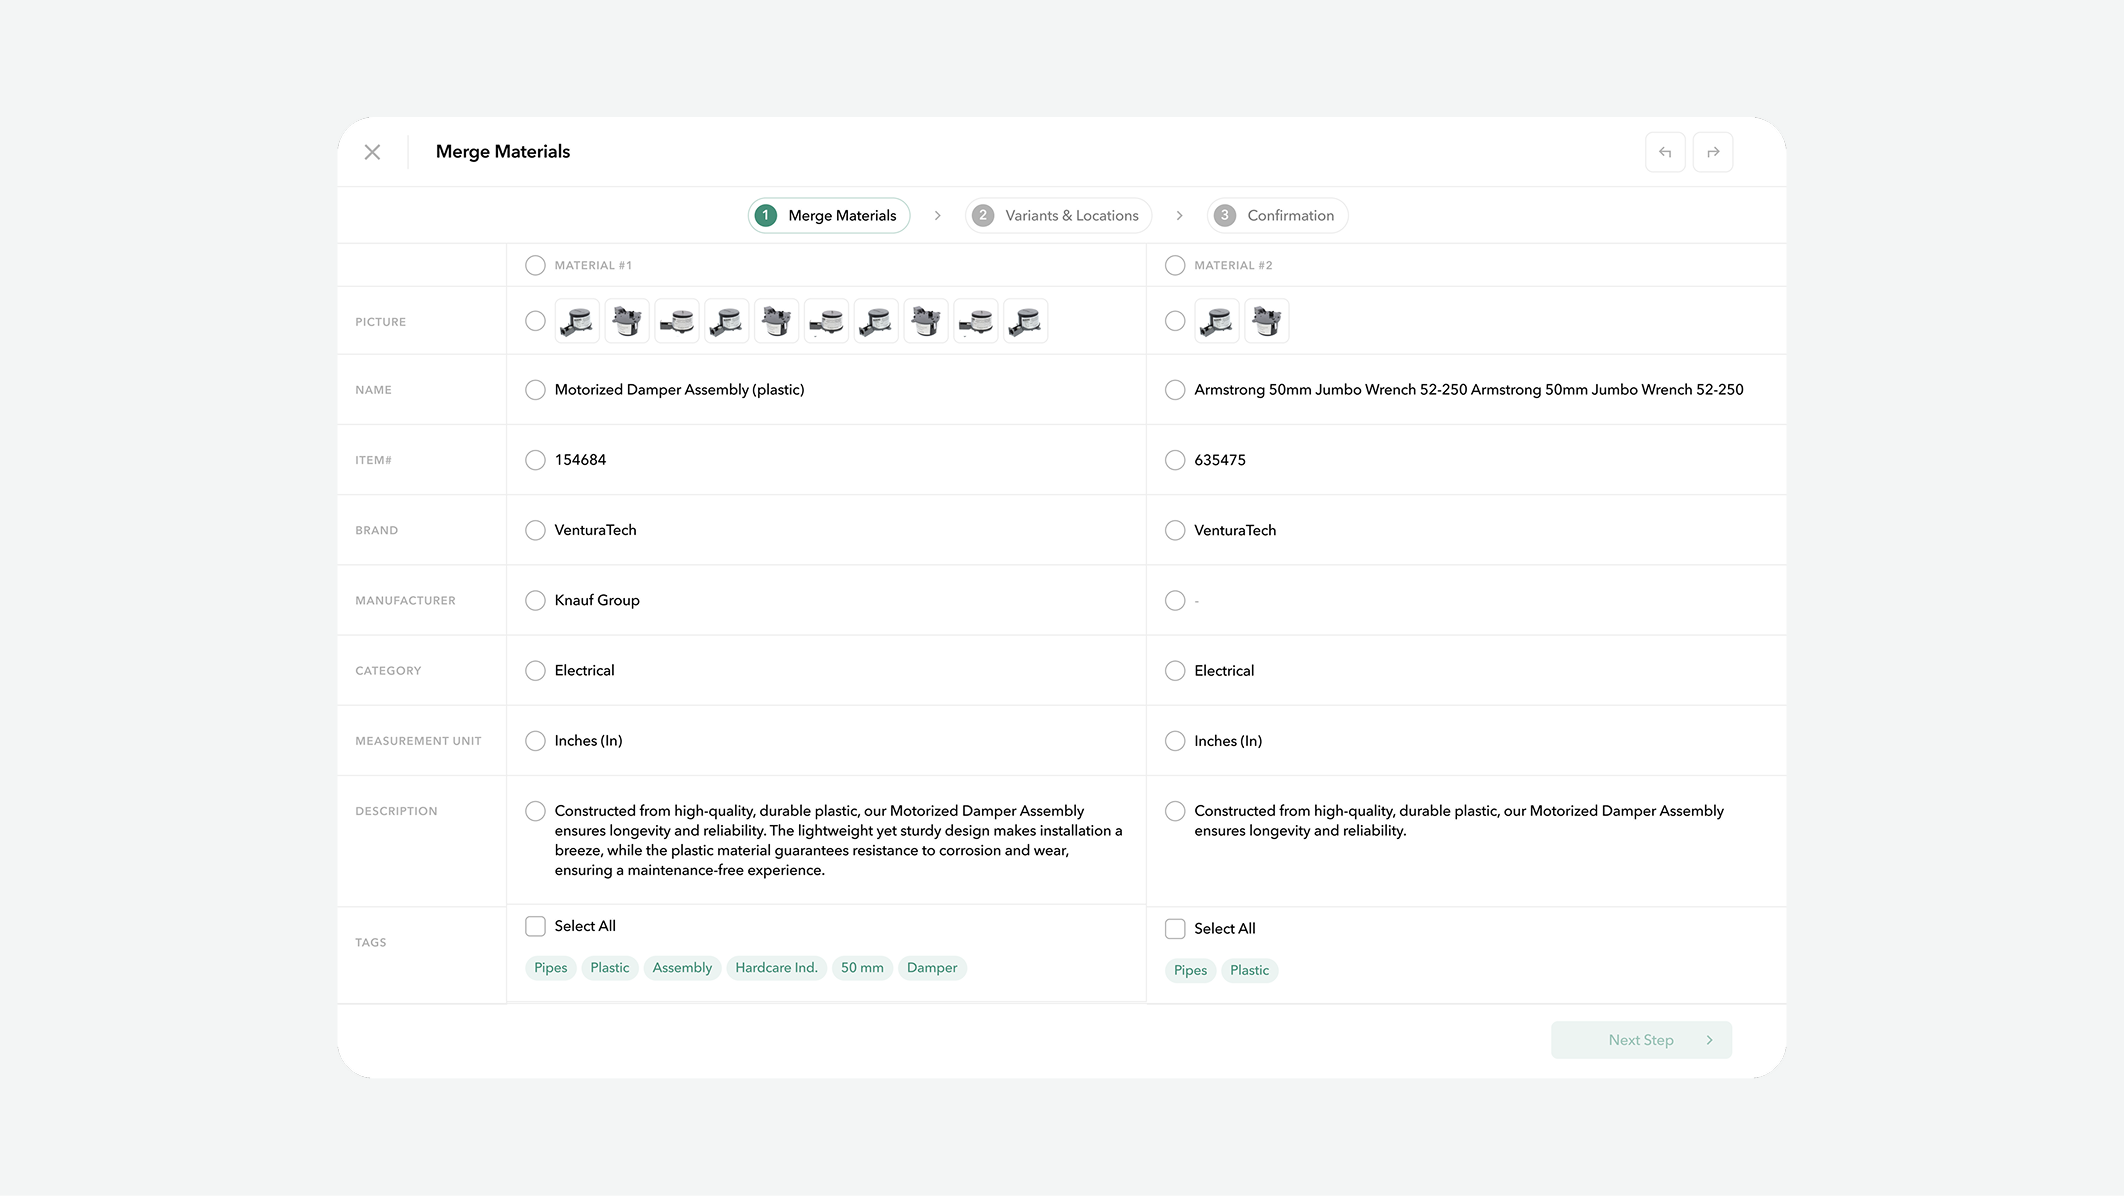 Merge Materials
1 Merge Materials
2 Variants & Locations
3 Confirmation
MATERIAL #1
MATERIAL #2
PICTURE
NAME
Motorized Damper Assembly (plastic)
Armstrong 50mm Jumbo Wrench 52-250 Armstrong 50mm Jumbo Wrench 52-250
ITEM#
154684
635475
BRAND
VenturaTech
VenturaTech
MANUFACTURER
Knauf Group
-
CATEGORY
Electrical
Electrical
MEASUREMENT UNIT
Inches (In)
Inches (In)
DESCRIPTION
Constructed from high-quality, durable plastic, our Motorized Damper Assembly
ensures longevity and reliability. The lightweight yet sturdy design makes installation a
breeze, while the plastic material guarantees resistance to corrosion and wear,
ensuring a maintenance-free experience.
Constructed from high-quality, durable plastic, our Motorized Damper Assembly
ensures longevity and reliability.
TAGS
Select All
Pipes Plastic Assembly Hardcare Ind. 50 mm Damper
Select All
Pipes Plastic
Next Step